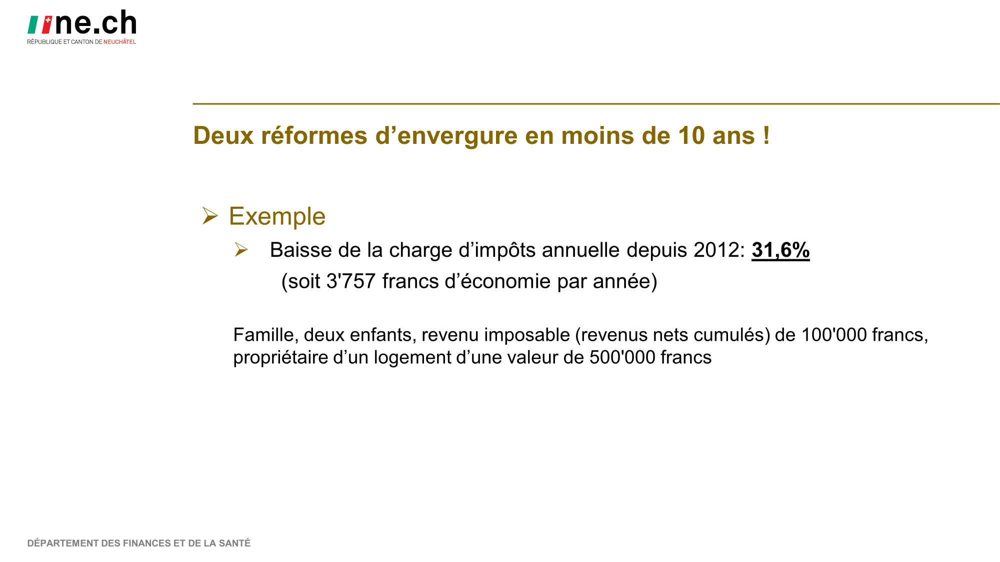 ne.ch
RÉPUBLIQUE ET CANTON DE NEUCHÂTEL
Deux réformes d’envergure en moins de 10 ans !
Exemple
Baisse de la charge d’impôts annuelle depuis 2012: 31,6%
(soit 3'757 francs d’économie par année)
Famille, deux enfants, revenu imposable (revenus nets cumulés) de 100'000 francs,
propriétaire d’un logement d’une valeur de 500'000 francs
DÉPARTEMENT DES FINANCES ET DE LA SANTÉ